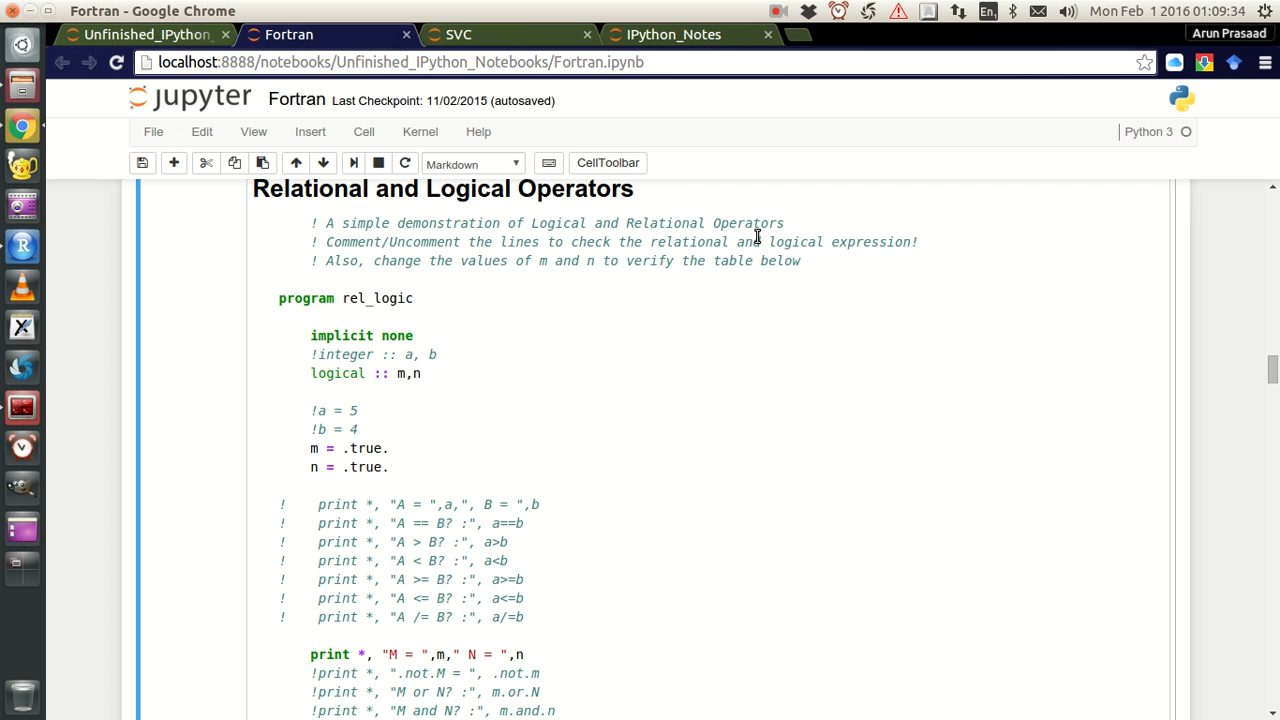 Fortran - Google Chrome
En
Mon Feb 1 2016 01:09:34
Unfinished_IPython_
Fortran
SVC
IPython_Notes
Arun Prasaad
localhost:8888/notebooks/Unfinished_IPython_Notebooks/Fortran.ipynb
jupyter
Fortran Last Checkpoint: 11/02/2015 (autosaved)
File Edit View Insert Cell Kernel Help
Python 3
Markdown
CellToolbar
Relational and Logical Operators
! A simple demonstration of Logical and Relational Operators
! Comment/Uncomment the lines to check the relational and logical expression!
! Also, change the values of m and n to verify the table below
program rel_logic
implicit none
!integer :: a, b
logical :: m,n
!a = 5
!b = 4
m = .true.
n = .true.
! print *, "A = ",a,", B = ",b
! print *, "A == B? :", a==b
! print *, "A > B? :", a>b
! print *, "A < B? :", a<b
! print *, "A >= B? :", a>=b
! print *, "A <= B? :", a<=b
! print *, "A /= B? :", a/=b
print *, "M = ",m," N = ",n
!print *, ".not.M = ", .not.m
!print *, "M or N? :", m.or.N
!print *, "M and N? :", m.and.n